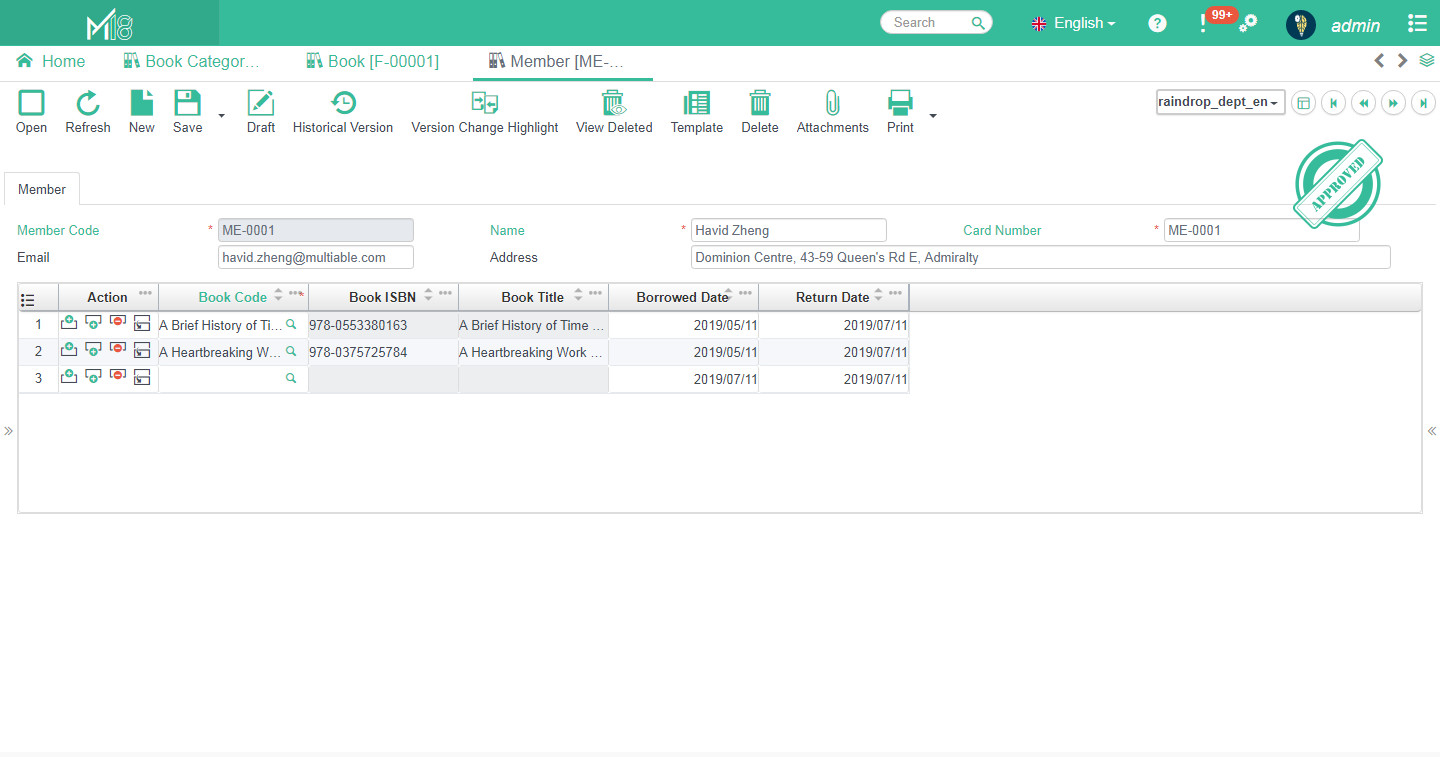 M18 Search English ? ! 99+ admin
Home Book Categor... Book [F-00001] Member [ME-...
Open Refresh New Save Draft Historical Version Version Change Highlight View Deleted Template Delete Attachments Print raindrop_dept_en
APPROVED
Member
Member Code * ME-0001 Name * Havid Zheng Card Number * ME-0001
Email havid.zheng@multiable.com Address Dominion Centre, 43-59 Queen's Rd E, Admiralty
Action Book Code * Book ISBN Book Title Borrowed Date Return Date
1 A Brief History of Ti... 978-0553380163 A Brief History of Time ... 2019/05/11 2019/07/11
2 A Heartbreaking W... 978-0375725784 A Heartbreaking Work ... 2019/05/11 2019/07/11
3 2019/07/11 2019/07/11